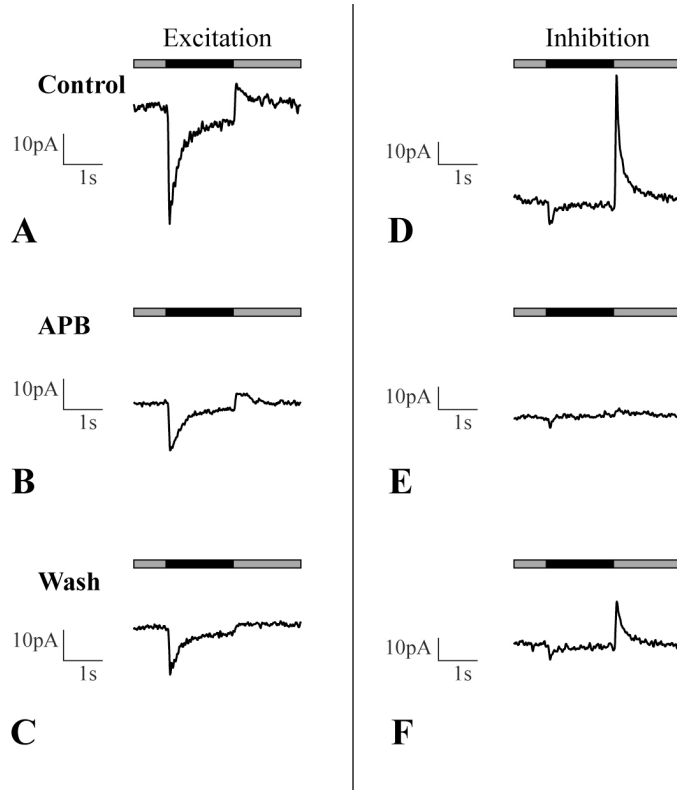 Excitation
Inhibition
Control
10pA
1s
A
10pA
1s
D
APB
10pA
1s
B
10pA
1s
E
Wash
10pA
1s
C
10pA
1s
F